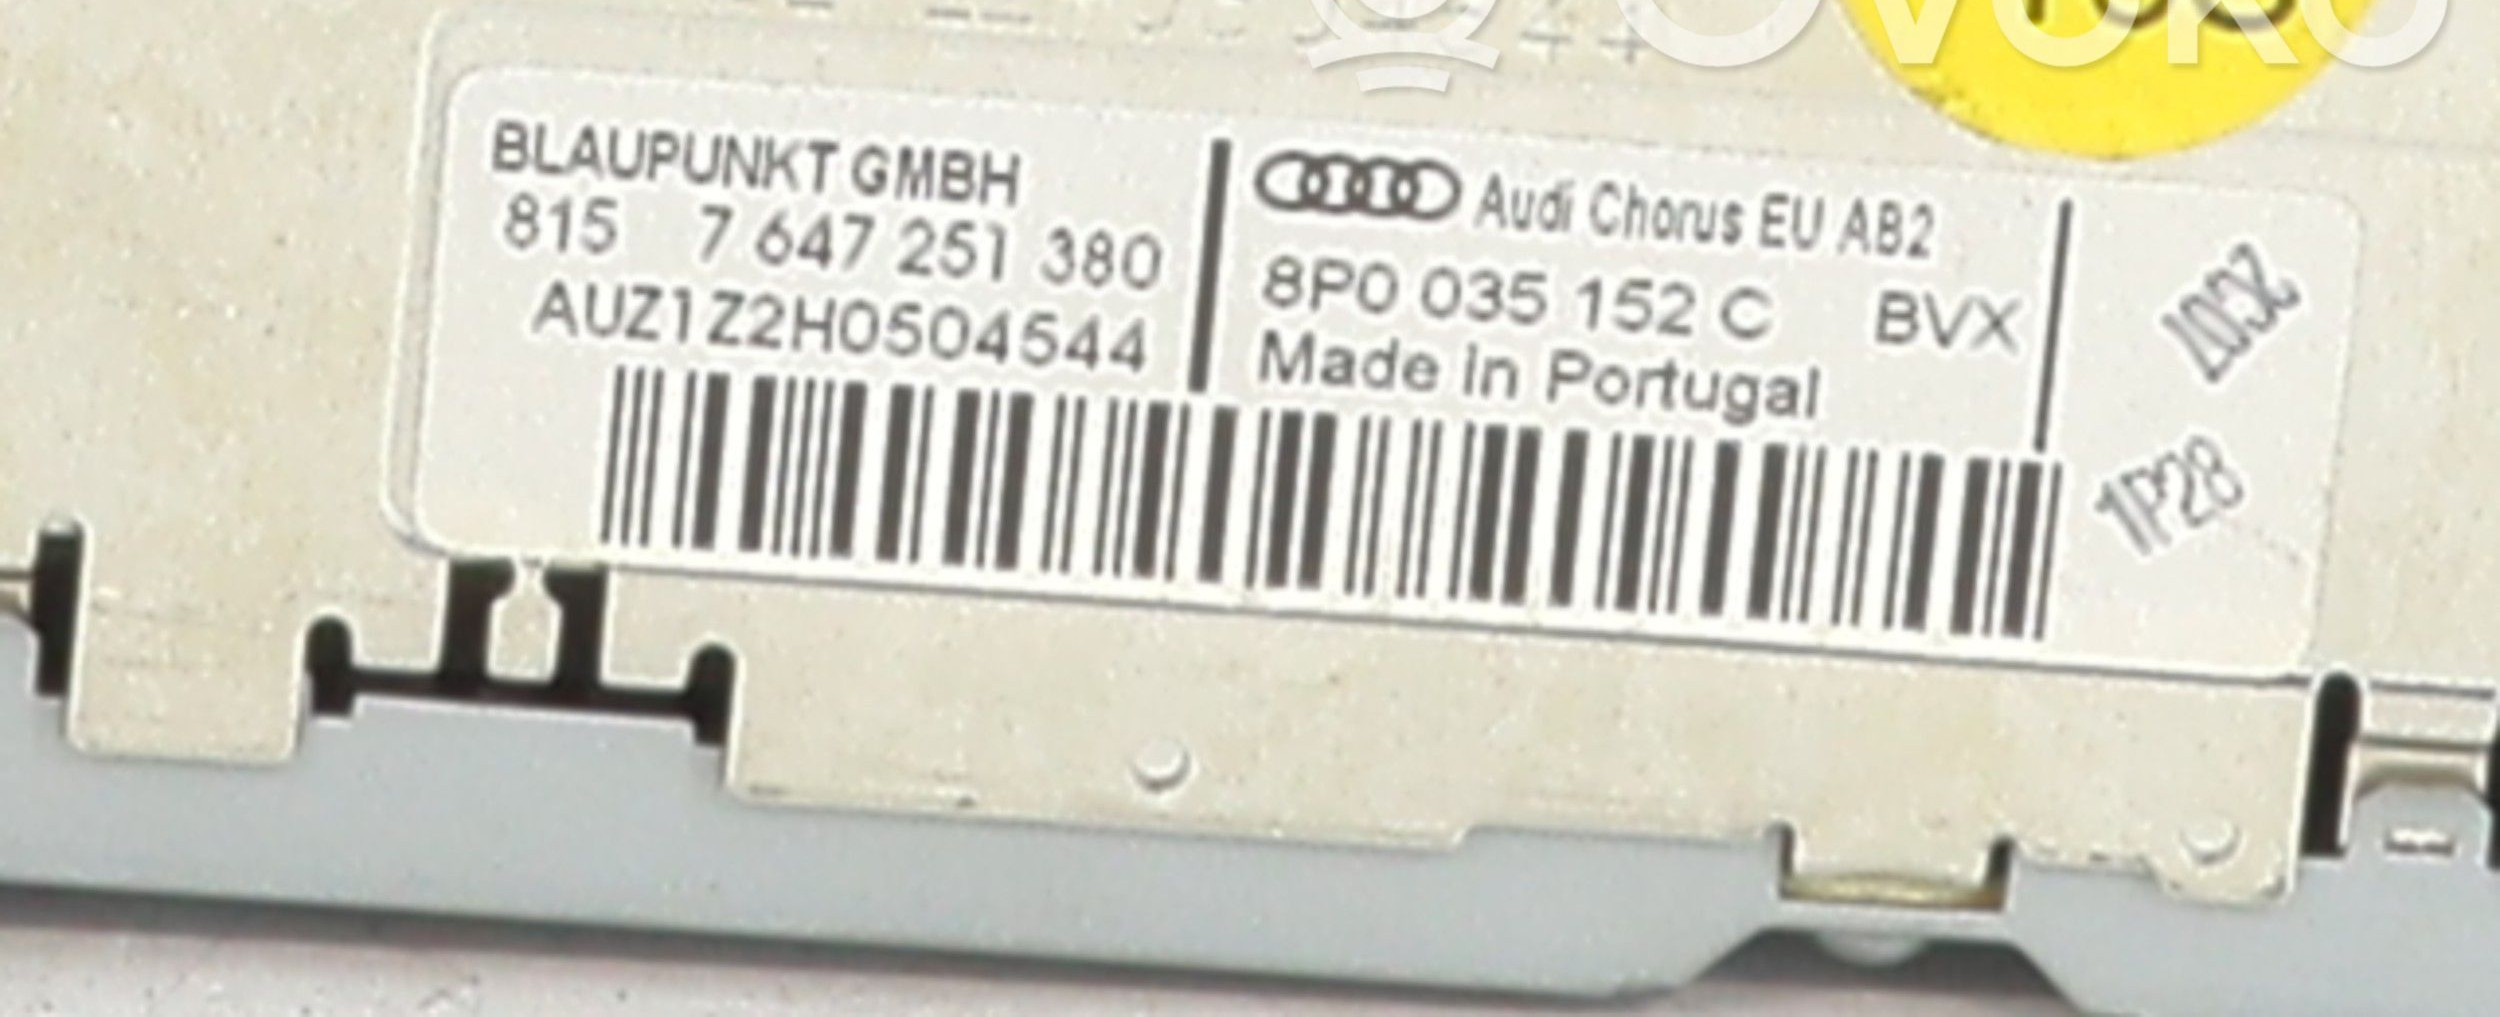 OVOKO
BLAUPUNKT GMBH
815 7 647 251 380
AUZ1Z2H0504544
Audi Chorus EU AB2
8P0 035 152 C BVX
Made in Portugal
1P28